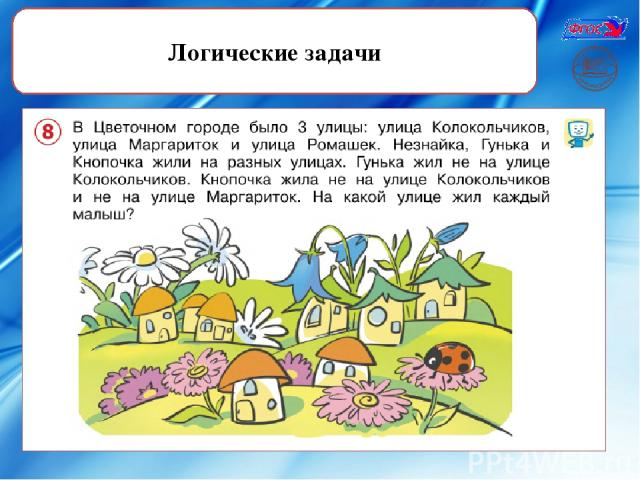 Логические задачи
ФГОС
8
В Цветочном городе было 3 улицы: улица Колокольчиков,
улица Маргариток и улица Ромашек. Незнайка, Гунька и
Кнопочка жили на разных улицах. Гунька жил не на улице
Колокольчиков. Кнопочка жила не на улице Колокольчиков
и не на улице Маргариток. На какой улице жил каждый
малыш?
PPt4WEB.ru